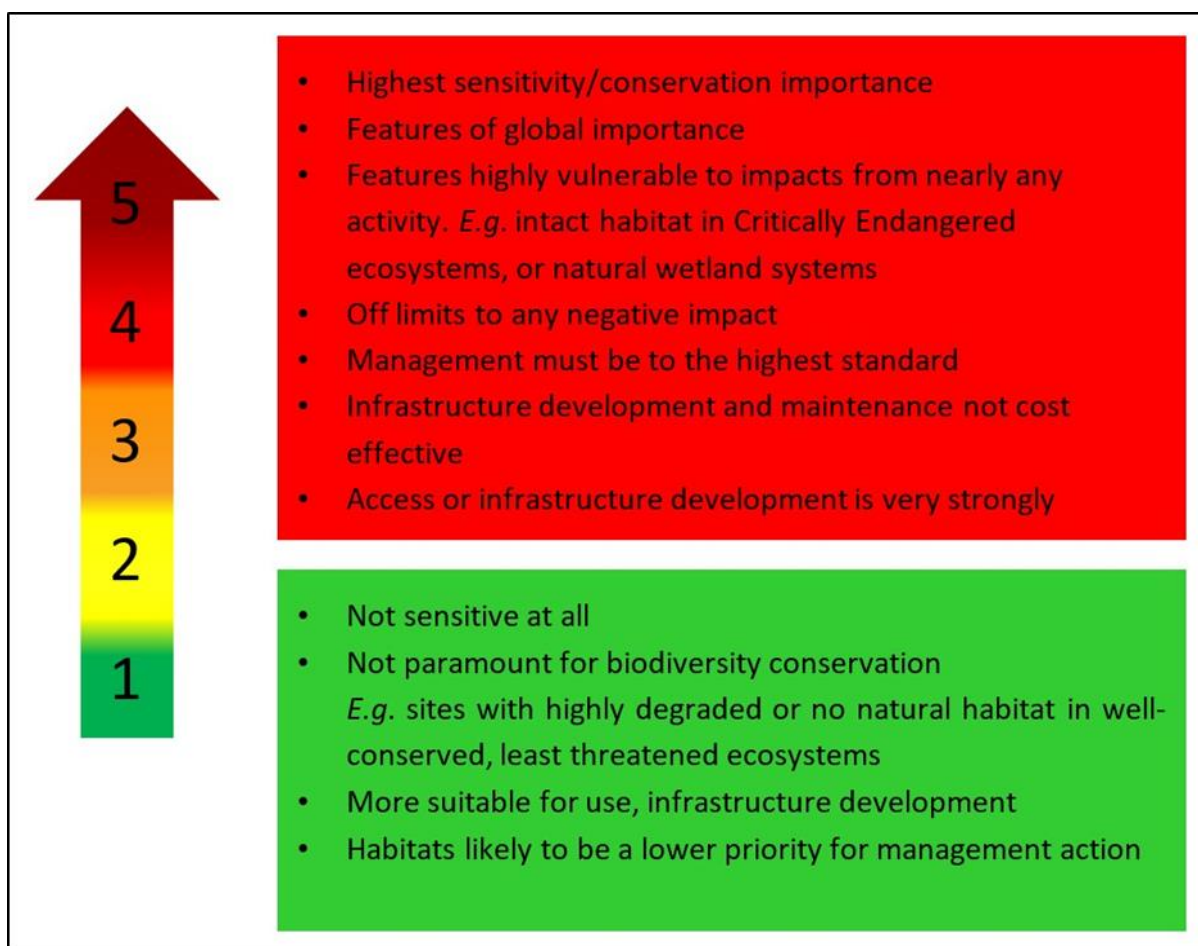 5
4
3
2
1
• Highest sensitivity/conservation importance
• Features of global importance
• Features highly vulnerable to impacts from nearly any
activity. E.g. intact habitat in Critically Endangered
ecosystems, or natural wetland systems
• Off limits to any negative impact
• Management must be to the highest standard
• Infrastructure development and maintenance not cost
effective
• Access or infrastructure development is very strongly
• Not sensitive at all
• Not paramount for biodiversity conservation
E.g. sites with highly degraded or no natural habitat in well-
conserved, least threatened ecosystems
• More suitable for use, infrastructure development
• Habitats likely to be a lower priority for management action